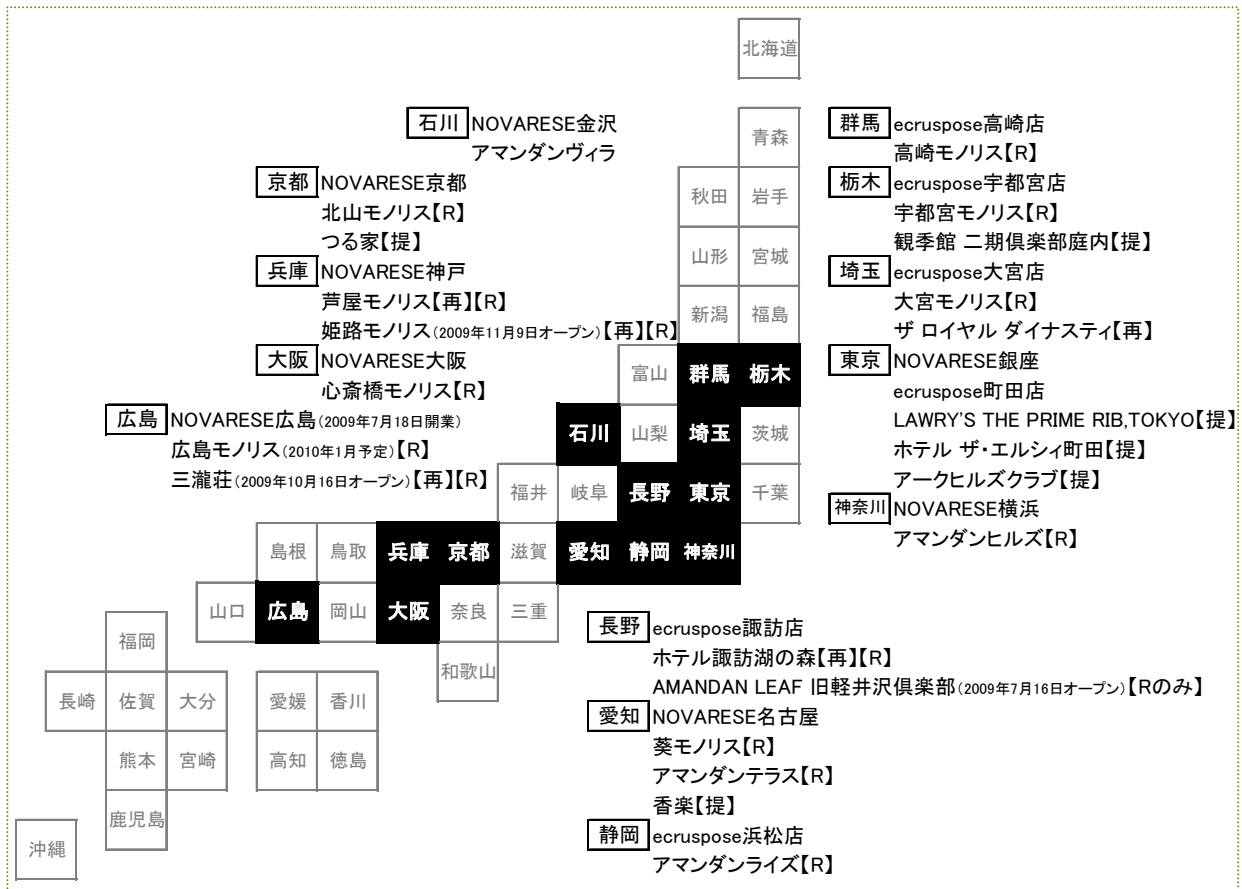 北海道
石川 NOVARESE金沢
アマンダンヴィラ
京都 NOVARESE京都
北山モノリス【R】
つる家【提】
兵庫 NOVARESE神戸
芦屋モノリス【再】【R】
姫路モノリス(2009年11月9日オープン)【再】【R】
大阪 NOVARESE大阪
心斎橋モノリス【R】
広島 NOVARESE広島(2009年7月18日開業)
広島モノリス(2010年1月予定)【R】
三瀧荘(2009年10月16日オープン)【再】【R】
群馬 ecruspose高崎店
高崎モノリス【R】
栃木 ecruspose宇都宮店
宇都宮モノリス【R】
観季館 二期倶楽部庭内【提】
埼玉 ecruspose大宮店
大宮モノリス【R】
ザ ロイヤル ダイナスティ【再】
東京 NOVARESE銀座
ecruspose町田店
LAWRY'S THE PRIME RIB,TOKYO【提】
ホテル ザ・エルシィ町田【提】
アークヒルズクラブ【提】
神奈川 NOVARESE横浜
アマンダンヒルズ【R】
長野 ecruspose諏訪店
ホテル諏訪湖の森【再】【R】
AMANDAN LEAF 旧軽井沢倶楽部(2009年7月16日オープン)【Rのみ】
愛知 NOVARESE名古屋
葵モノリス【R】
アマンダンテラス【R】
香楽【提】
静岡 ecruspose浜松店
アマンダンライズ【R】
青森
秋田 岩手
山形 宮城
新潟 福島
富山 群馬 栃木
石川 山梨 埼玉 茨城
福井 岐阜 長野 東京 千葉
島根 鳥取 兵庫 京都 滋賀 愛知 静岡 神奈川
山口 広島 岡山 大阪 奈良 三重
福岡 和歌山
長崎 佐賀 大分 愛媛 香川
熊本 宮崎 高知 徳島
鹿児島
沖縄